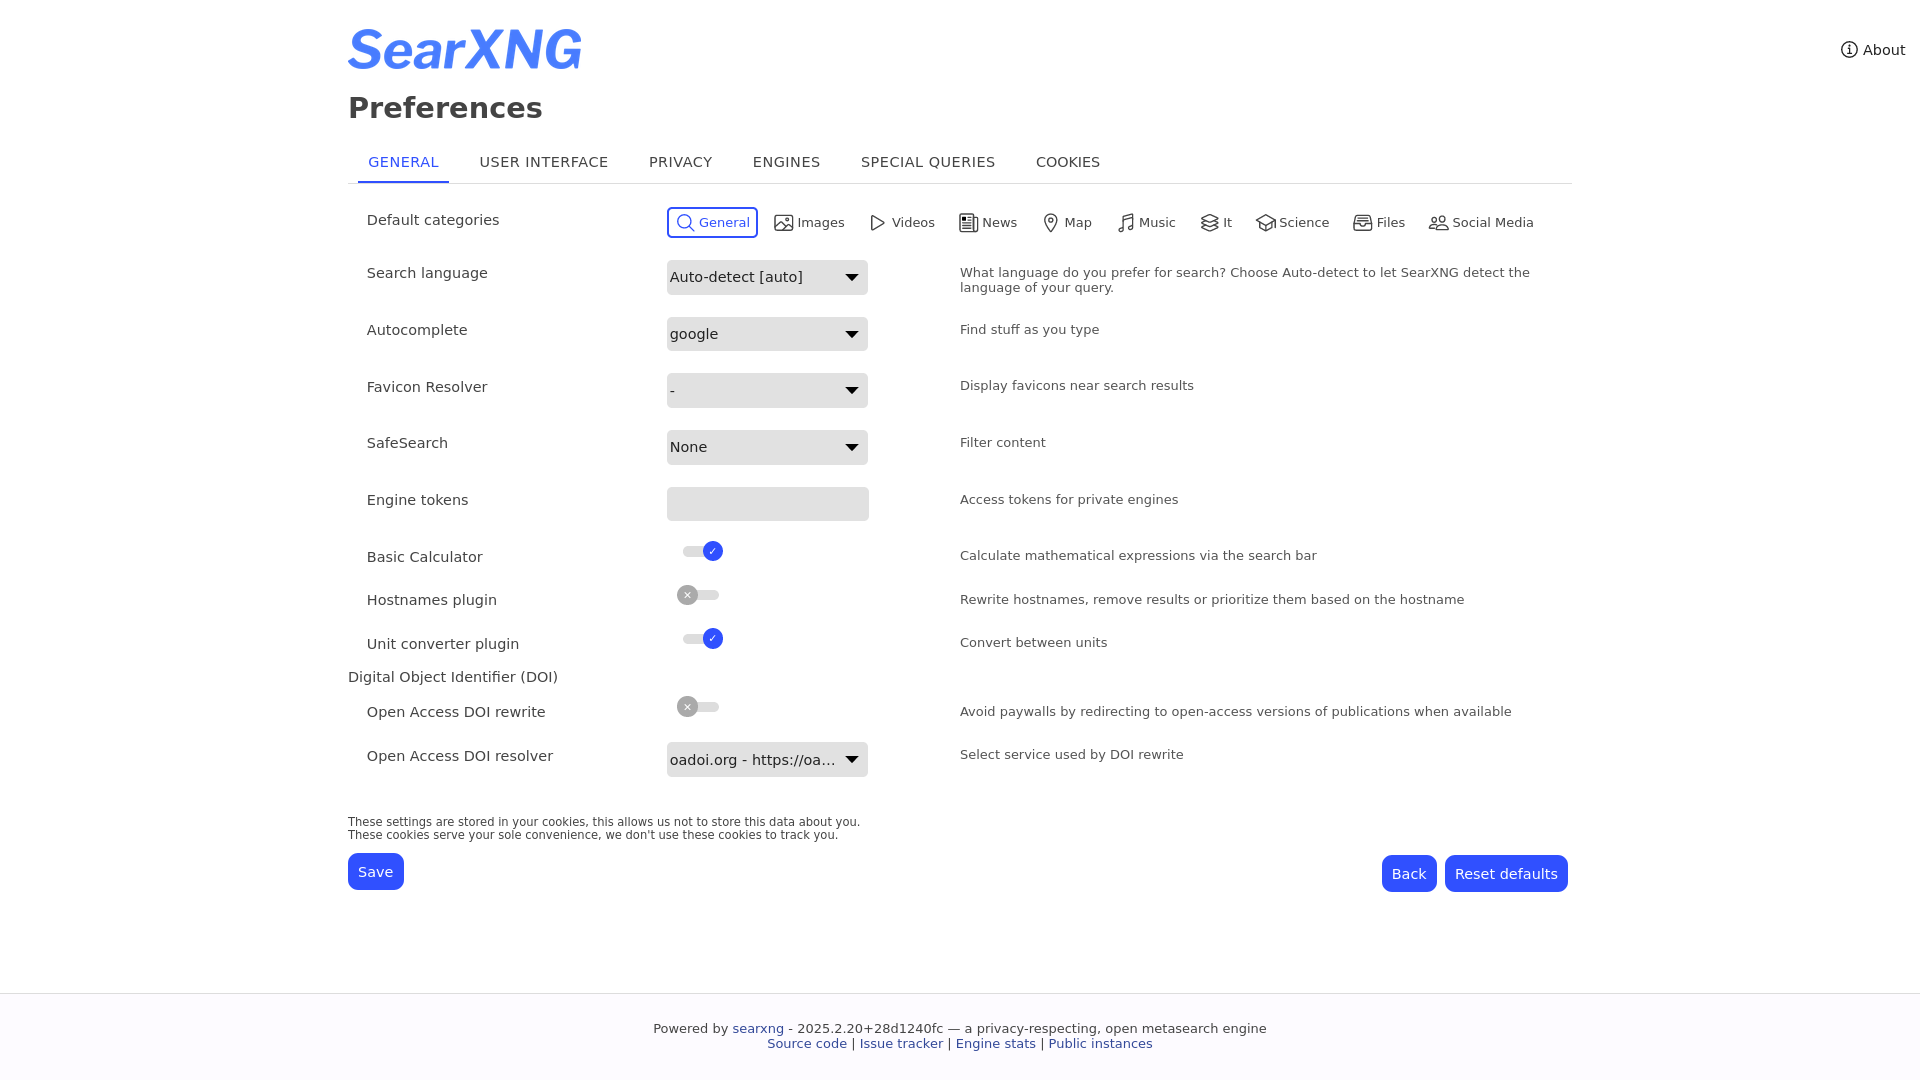 SearXNG
About
Preferences
GENERAL USER INTERFACE PRIVACY ENGINES SPECIAL QUERIES COOKIES
Default categories General Images Videos News Map Music It Science Files Social Media
Search language Auto-detect [auto] What language do you prefer for search? Choose Auto-detect to let SearXNG detect the
language of your query.
Autocomplete google Find stuff as you type
Favicon Resolver - Display favicons near search results
SafeSearch None Filter content
Engine tokens Access tokens for private engines
Basic Calculator Calculate mathematical expressions via the search bar
Hostnames plugin Rewrite hostnames, remove results or prioritize them based on the hostname
Unit converter plugin Convert between units
Digital Object Identifier (DOI)
Open Access DOI rewrite Avoid paywalls by redirecting to open-access versions of publications when available
Open Access DOI resolver oadoi.org - https://oa... Select service used by DOI rewrite
These settings are stored in your cookies, this allows us not to store this data about you.
These cookies serve your sole convenience, we don't use these cookies to track you.
Save Back Reset defaults
Powered by searxng - 2025.2.20+28d1240fc — a privacy-respecting, open metasearch engine
Source code | Issue tracker | Engine stats | Public instances